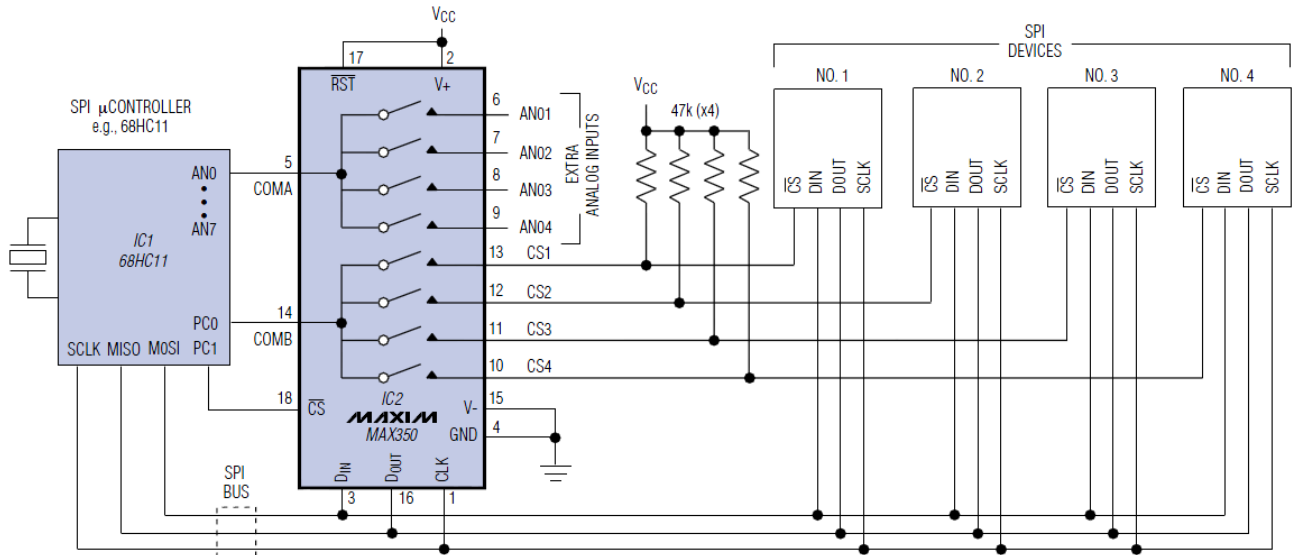 VCC
SPI
DEVICES
NO. 1
NO. 2
NO. 3
NO. 4
17
2
RST
V+
VCC
47k (x4)
SPI μCONTROLLER
e.g., 68HC11
6
AN01
7
AN02
8
AN03
9
AN04
EXTRA
ANALOG INPUTS
AN0
AN7
IC1
68HC11
5
COMA
CS
DIN
DOUT
SCLK
CS
DIN
DOUT
SCLK
CS
DIN
DOUT
SCLK
CS
DIN
DOUT
SCLK
13
CS1
12
CS2
11
CS3
10
CS4
14
COMB
PC0
SCLK MISO M0SI PC1
18
CS
IC2
MAXIM
MAX350
15
V-
4
GND
DIN
DOUT
CLK
3
16
1
SPI
BUS